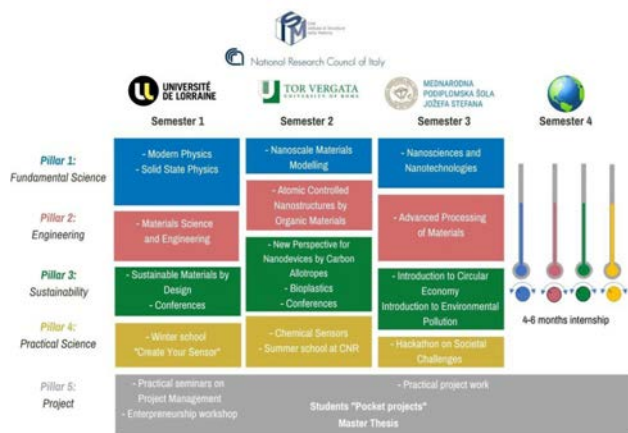 ISM
National Research Council of Italy
UNIVERSITÉ
DE LORRAINE
TOR VERGATA
UNIVERSITY OF ROME
MEDNARODNA
PODIPLOMSKA ŠOLA
JOŽEFA STEFANA
Semester 1
Semester 2
Semester 3
Semester 4
Pillar 1:
Fundamental Science
- Modern Physics
- Solid State Physics
- Nanoscale Materials
Modelling
- Nanosciences and
Nanotechnologies
Pillar 2:
Engineering
- Materials Science
and Engineering
- Atomic Controlled
Nanostructures by
Organic Materials
- Advanced Processing
of Materials
Pillar 3:
Sustainability
- Sustainable Materials by
Design
- Conferences
- New Perspective for
Nanodevices by Carbon
Allotropes
- Bioplastics
- Conferences
- Introduction to Circular
Economy
Introduction to Environmental
Pollution
4-6 months internship
Pillar 4:
Practical Science
- Winter school
"Create Your Sensor"
- Chemical Sensors
- Summer school at CNR
- Hackathon on Societal
Challenges
Pillar 5:
Project
- Practical seminars on
Project Management
- Enterpreneurship workshop
- Practical project work
Students "Pocket projects"
Master Thesis